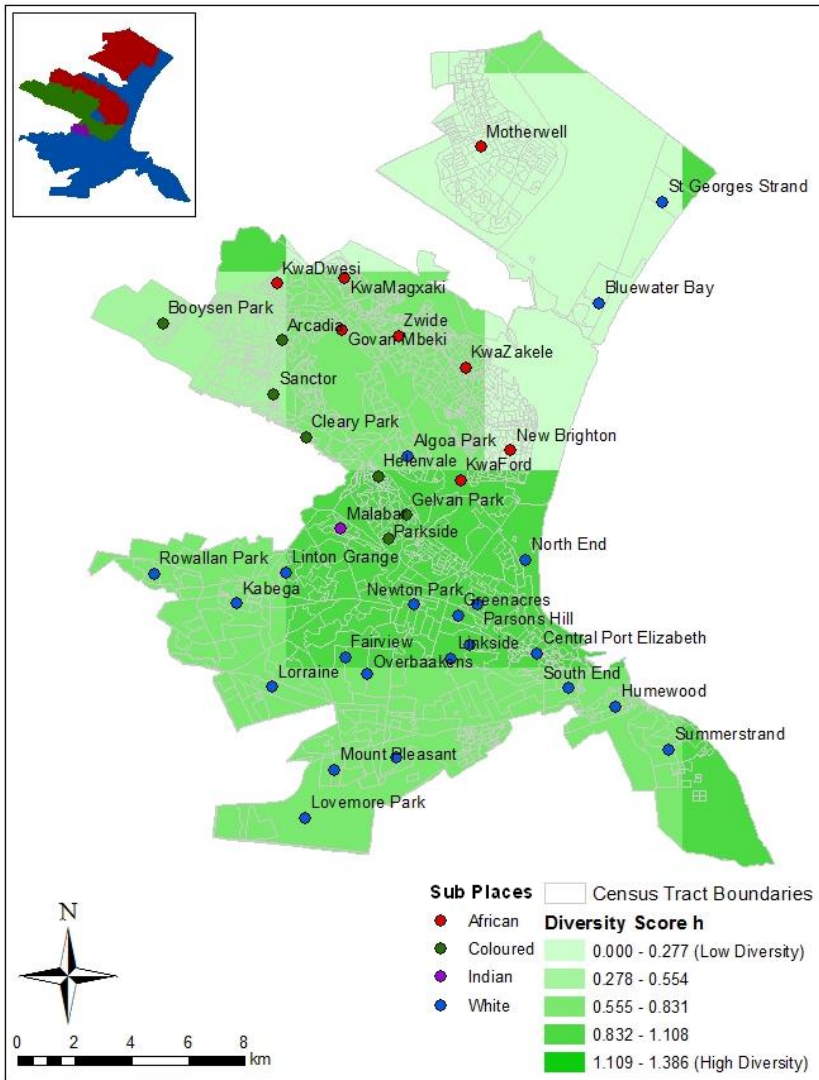 Motherwell
St Georges Strand
KwaDwesi
KwaMagxaki
Bluewater Bay
Booysen Park
Arcadia
Govan Mbeki
Zwide
KwaZakele
Sanctor
Cleary Park
Algoa Park
New Brighton
Helenvale
KwaFord
Gelvan Park
Malabar
Parkside
North End
Rowallan Park
Linton Grange
Kabega
Newton Park
Greenacres
Parsons Hill
Fairview
Linkside
Central Port Elizabeth
Overbaakens
Lorraine
South End
Humewood
Summerstrand
Mount Pleasant
Lovemore Park
Sub Places
African
Coloured
Indian
White
Census Tract Boundaries
Diversity Score h
0.000 - 0.277 (Low Diversity)
0.278 - 0.554
0.555 - 0.831
0.832 - 1.108
1.109 - 1.386 (High Diversity)
N
0 2 4 6 8
km